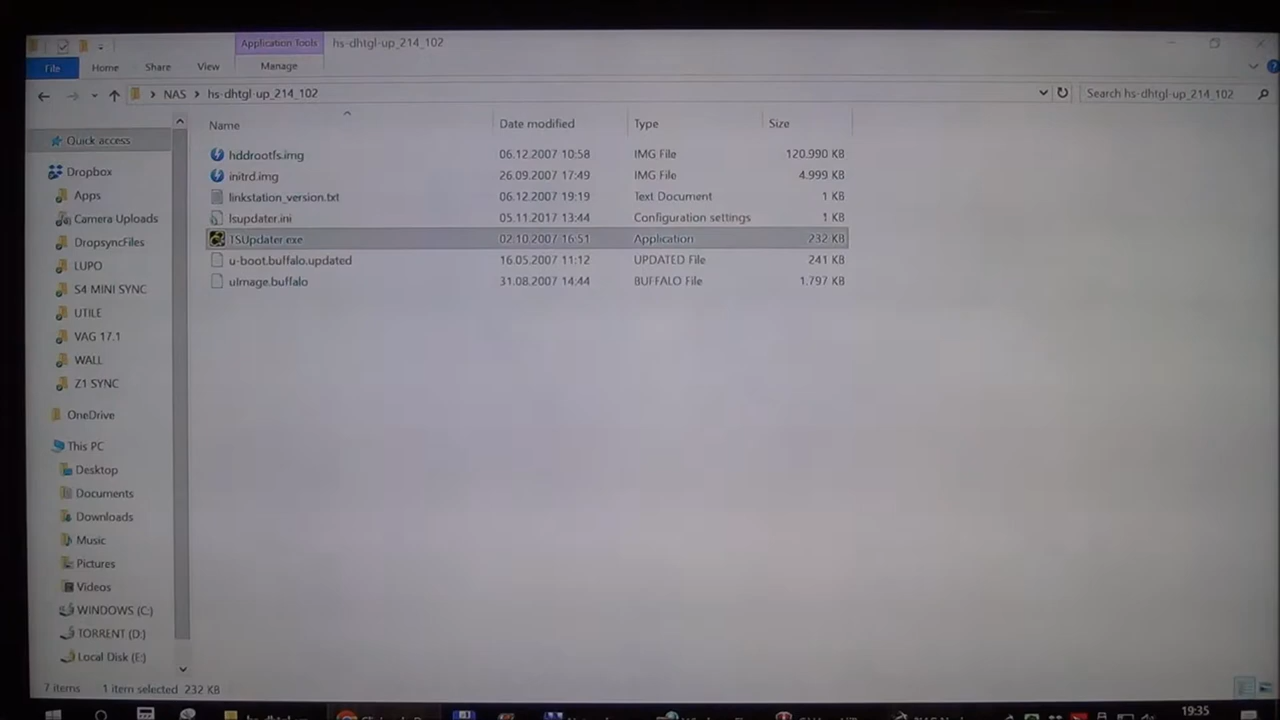 Application Tools hs-dhtgl-up_214_102
File Home Share View Manage
NAS hs-dhtgl-up_214_102 Search hs-dhtgl-up_214_102
Name Date modified Type Size
Quick access
Dropbox
Apps
Camera Uploads
DropsyncFiles
LUPO
S4 MINI SYNC
UTILE
VAG 17.1
WALL
Z1 SYNC
OneDrive
This PC
Desktop
Documents
Downloads
Music
Pictures
Videos
WINDOWS (C:)
TORRENT (D:)
Local Disk (E:)
hddrootfs.img 06.12.2007 10:58 IMG File 120.990 KB
initrd.img 26.09.2007 17:49 IMG File 4.999 KB
linkstation_version.txt 06.12.2007 19:19 Text Document 1 KB
lsupdater.ini 05.11.2017 13:44 Configuration settings 1 KB
TSUpdater.exe 02.10.2007 16:51 Application 232 KB
u-boot.buffalo.updated 16.05.2007 11:12 UPDATED File 241 KB
uImage.buffalo 31.08.2007 14:44 BUFFALO File 1.797 KB
7 items 1 item selected 232 KB
19:35